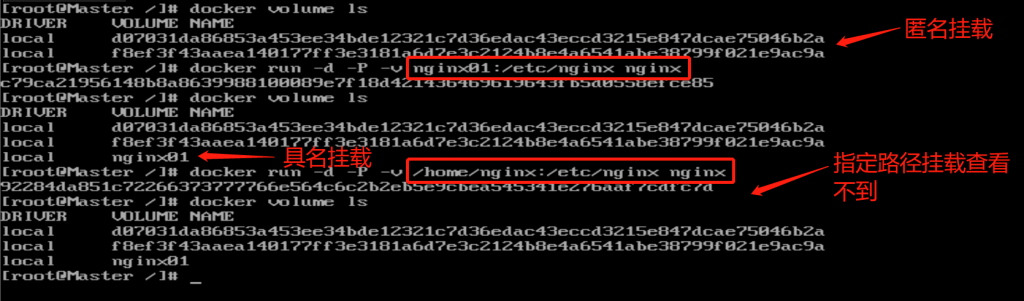 [root@Master /]# docker volume ls
DRIVER VOLUME NAME
local d07031da86853a453ee34bde12321c7d36edac43eccd3215e847dcae75046b2a
local f8ef3f43aaea140177ff3e3181a6d7e3c2124b8e4a6541abe38799f021e9ac9a
匿名挂载
[root@Master /]# docker run -d -P -v nginx01:/etc/nginx nginx
c79ca21956148b8a86399881000​89e7f18d4214364b9b19643fb5d0558efce85
[root@Master /]# docker volume ls
DRIVER VOLUME NAME
local d07031da86853a453ee34bde12321c7d36edac43eccd3215e847dcae75046b2a
local f8ef3f43aaea140177ff3e3181a6d7e3c2124b8e4a6541abe38799f021e9ac9a
local nginx01
具名挂载
[root@Master /]# docker run -d -P -v /home/nginx:/etc/nginx nginx
指定路径挂载查看
不到
[root@Master /]# docker volume ls
DRIVER VOLUME NAME
local d07031da86853a453ee34bde12321c7d36edac43eccd3215e847dcae75046b2a
local f8ef3f43aaea140177ff3e3181a6d7e3c2124b8e4a6541abe38799f021e9ac9a
local nginx01
[root@Master /]# _